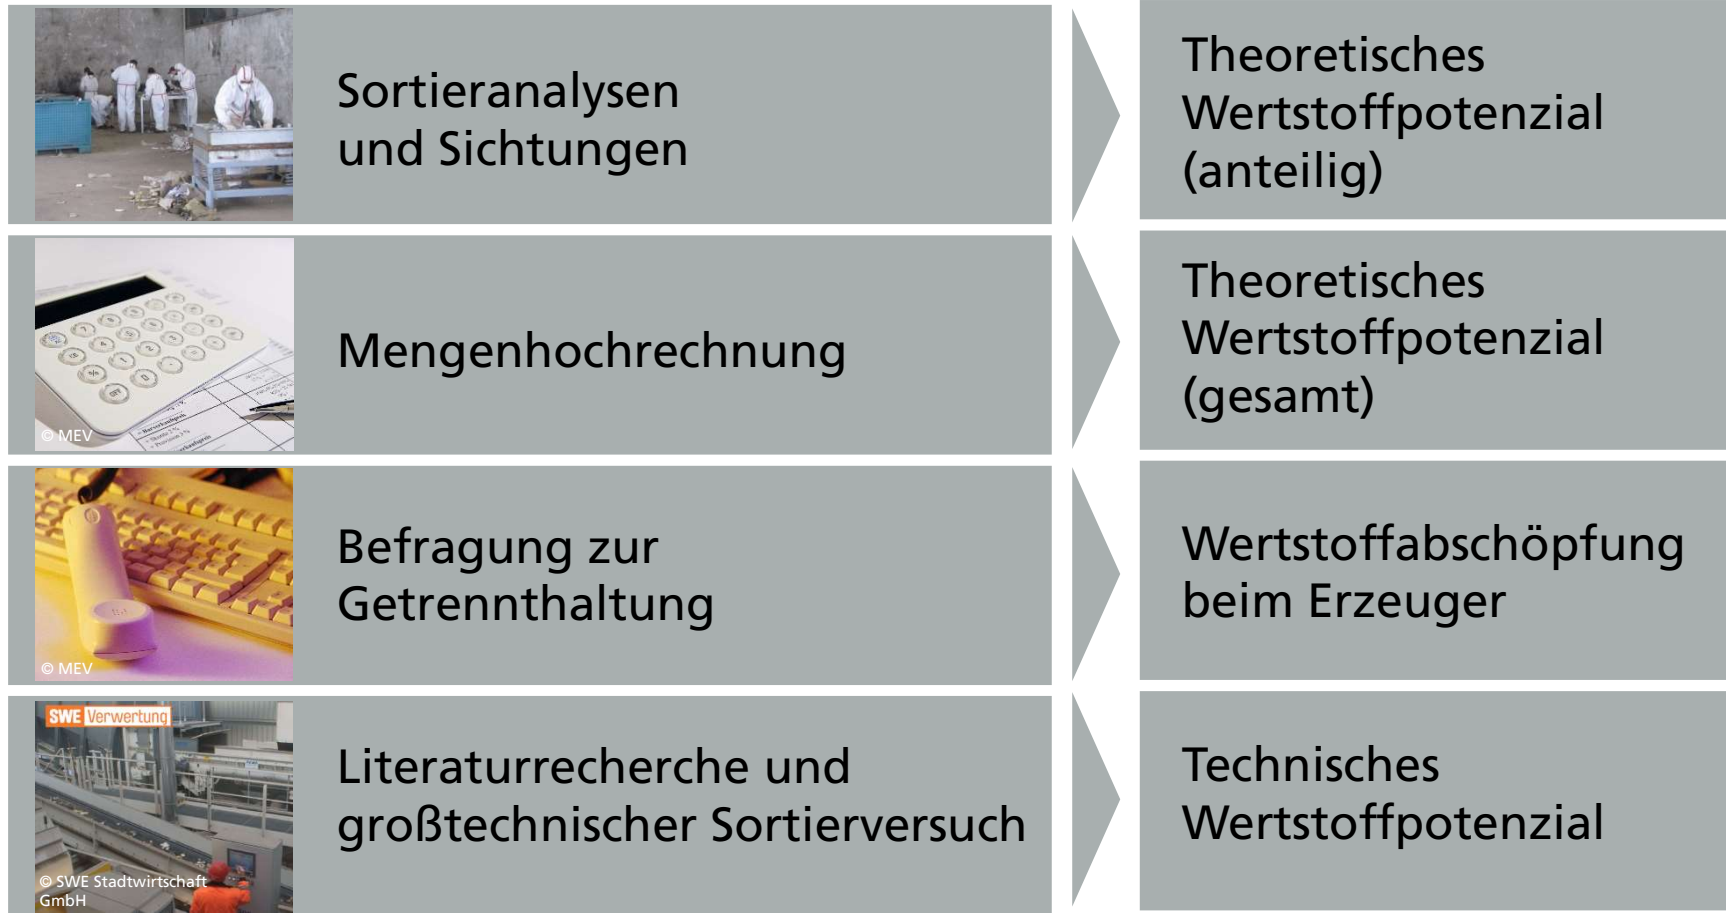 Sortieranalysen
und Sichtungen
Theoretisches
Wertstoffpotenzial
(anteilig)
© MEV
Mengenhochrechnung
Theoretisches
Wertstoffpotenzial
(gesamt)
© MEV
Befragung zur
Getrennthaltung
Wertstoffabschöpfung
beim Erzeuger
SWE Verwertung
© SWE Stadtwirtschaft
GmbH
Literaturrecherche und
großtechnischer Sortierversuch
Technisches
Wertstoffpotenzial